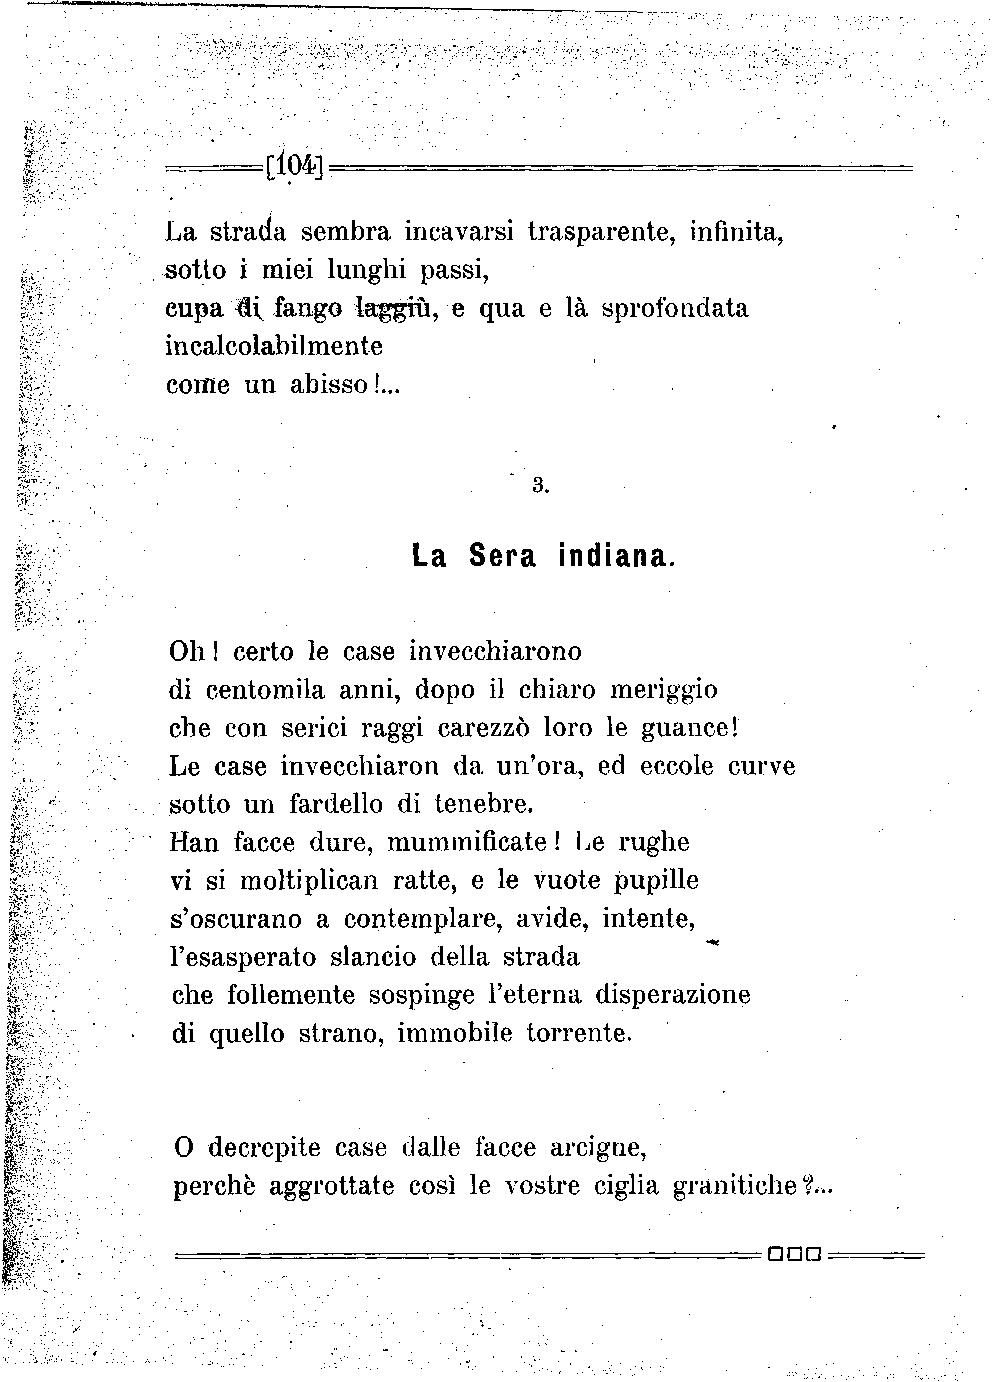 [104]
La strada sembra incavarsi trasparente, infinita,
sotto i miei lunghi passi,
cupa di fango laggiù, e qua e là sprofondata
incalcolabilmente
come un abisso!...
3.
La Sera indiana.
Oh! certo le case invecchiarono
di centomila anni, dopo il chiaro meriggio
che con serici raggi carezzò loro le guance!
Le case invecchiaron da un'ora, ed eccole curve
sotto un fardello di tenebre.
Han facce dure, mummificate! Le rughe
vi si moltiplican ratte, e le vuote pupille
s'oscurano a contemplare, avide, intente,
l'esasperato slancio della strada
che follemente sospinge l'eterna disperazione
di quello strano, immobile torrente.
O decrepite case dalle facce arcigne,
perchè aggrottate così le vostre ciglia granitiche?...